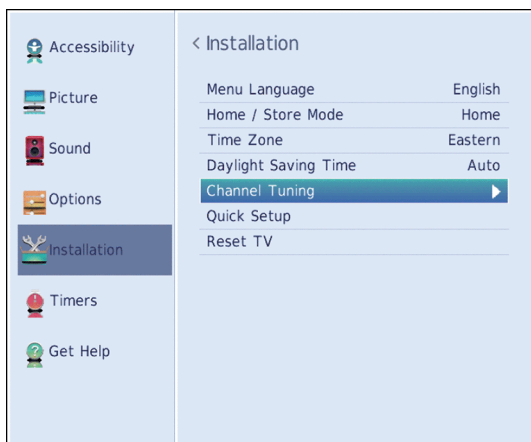 Accessibility
Picture
Sound
Options
Installation
Timers
Get Help
< Installation
Menu Language English
Home / Store Mode Home
Time Zone Eastern
Daylight Saving Time Auto
Channel Tuning
Quick Setup
Reset TV